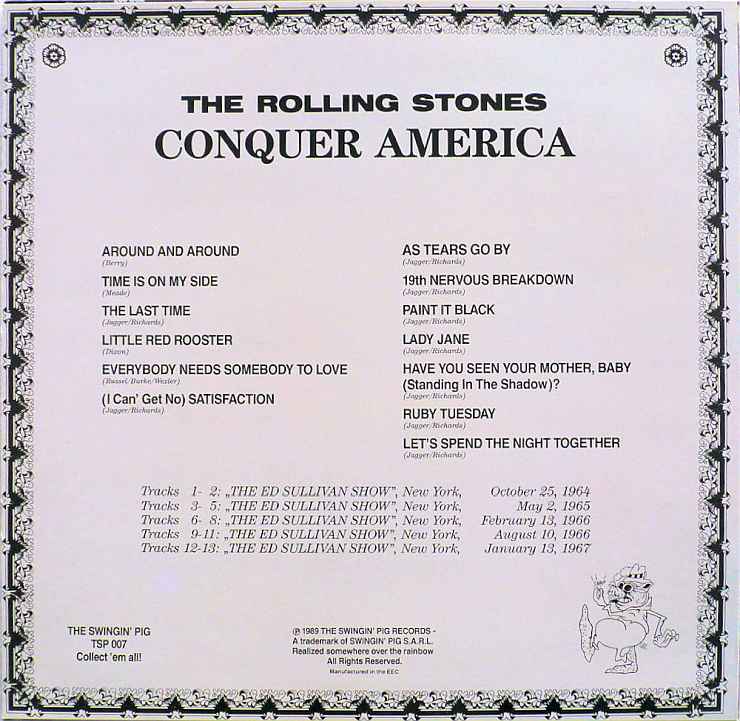 THE ROLLING STONES
CONQUER AMERICA
AROUND AND AROUND
(Berry)
TIME IS ON MY SIDE
(Meade)
THE LAST TIME
(Jagger/Richards)
LITTLE RED ROOSTER
(Dixon)
EVERYBODY NEEDS SOMEBODY TO LOVE
(Russel/Burke/Wexler)
(I Can' Get No) SATISFACTION
(Jagger/Richards)
AS TEARS GO BY
(Jagger/Richards)
19th NERVOUS BREAKDOWN
(Jagger/Richards)
PAINT IT BLACK
(Jagger/Richards)
LADY JANE
(Jagger/Richards)
HAVE YOU SEEN YOUR MOTHER, BABY
(Standing In The Shadow)?
(Jagger/Richards)
RUBY TUESDAY
(Jagger/Richards)
LET'S SPEND THE NIGHT TOGETHER
(Jagger/Richards)
Tracks 1- 2: „THE ED SULLIVAN SHOW", New York, October 25, 1964
Tracks 3- 5: „THE ED SULLIVAN SHOW", New York, May 2, 1965
Tracks 6- 8: „THE ED SULLIVAN SHOW", New York, February 13, 1966
Tracks 9-11: „THE ED SULLIVAN SHOW", New York, August 10, 1966
Tracks 12-13: „THE ED SULLIVAN SHOW", New York, January 13, 1967
THE SWINGIN' PIG
TSP 007
Collect 'em all!
℗ 1989 THE SWINGIN' PIG RECORDS -
A trademark of SWINGIN' PIG S.A.R.L.
Realized somewhere over the rainbow
All Rights Reserved.
Manufactured in the EEC